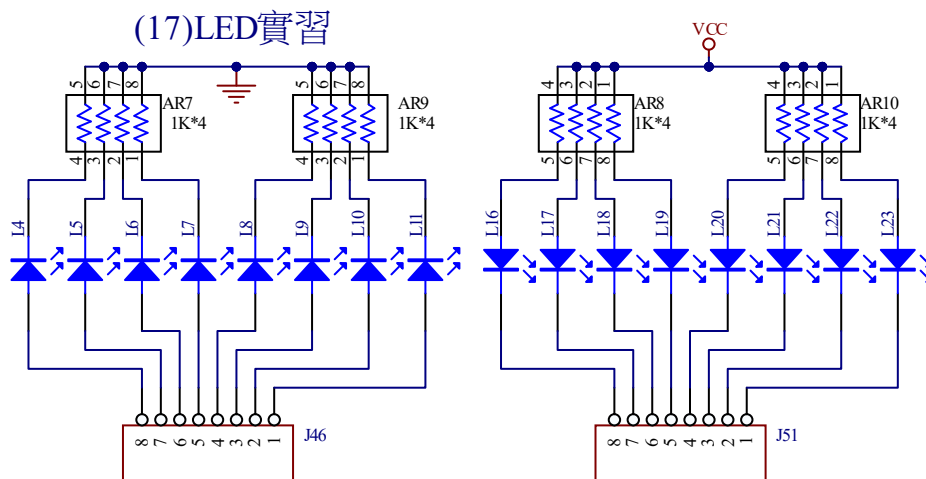 (17)LED實習
VCC
5 6 7 8
AR7
1K*4
4 3 2 1
5 6 7 8
AR9
1K*4
4 3 2 1
4 3 2 1
AR8
1K*4
5 6 7 8
4 3 2 1
AR10
1K*4
5 6 7 8
L4 L5 L6 L7 L8 L9 L10 L11
L16 L17 L18 L19 L20 L21 L22 L23
8 7 6 5 4 3 2 1
J46
8 7 6 5 4 3 2 1
J51